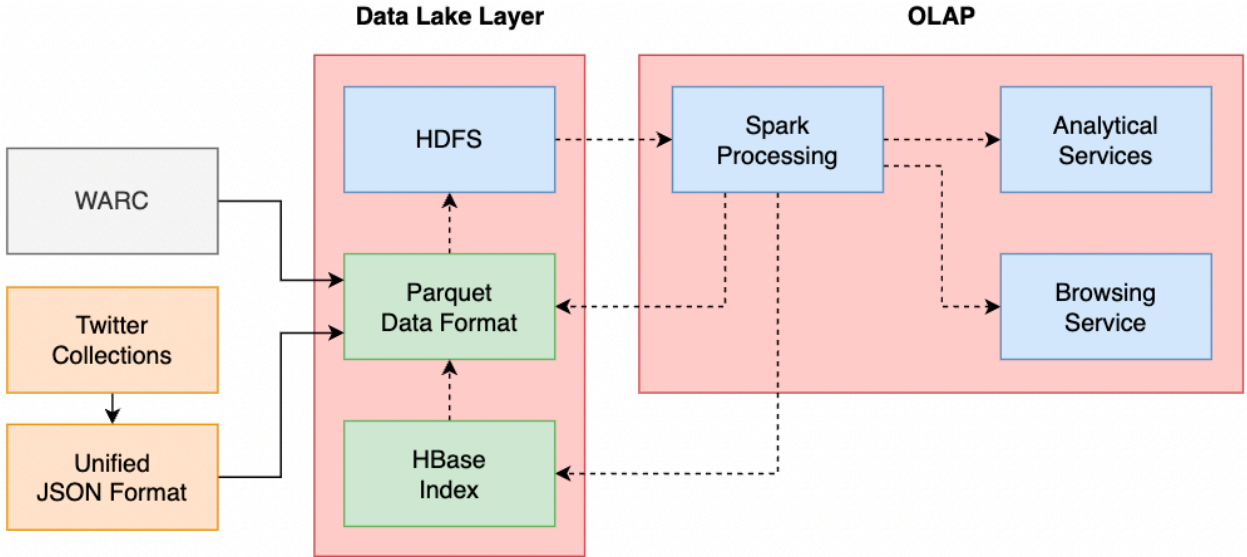 Data Lake Layer
OLAP
HDFS
Spark
Processing
Analytical
Services
WARC
Parquet
Data Format
Browsing
Service
Twitter
Collections
HBase
Index
Unified
JSON Format